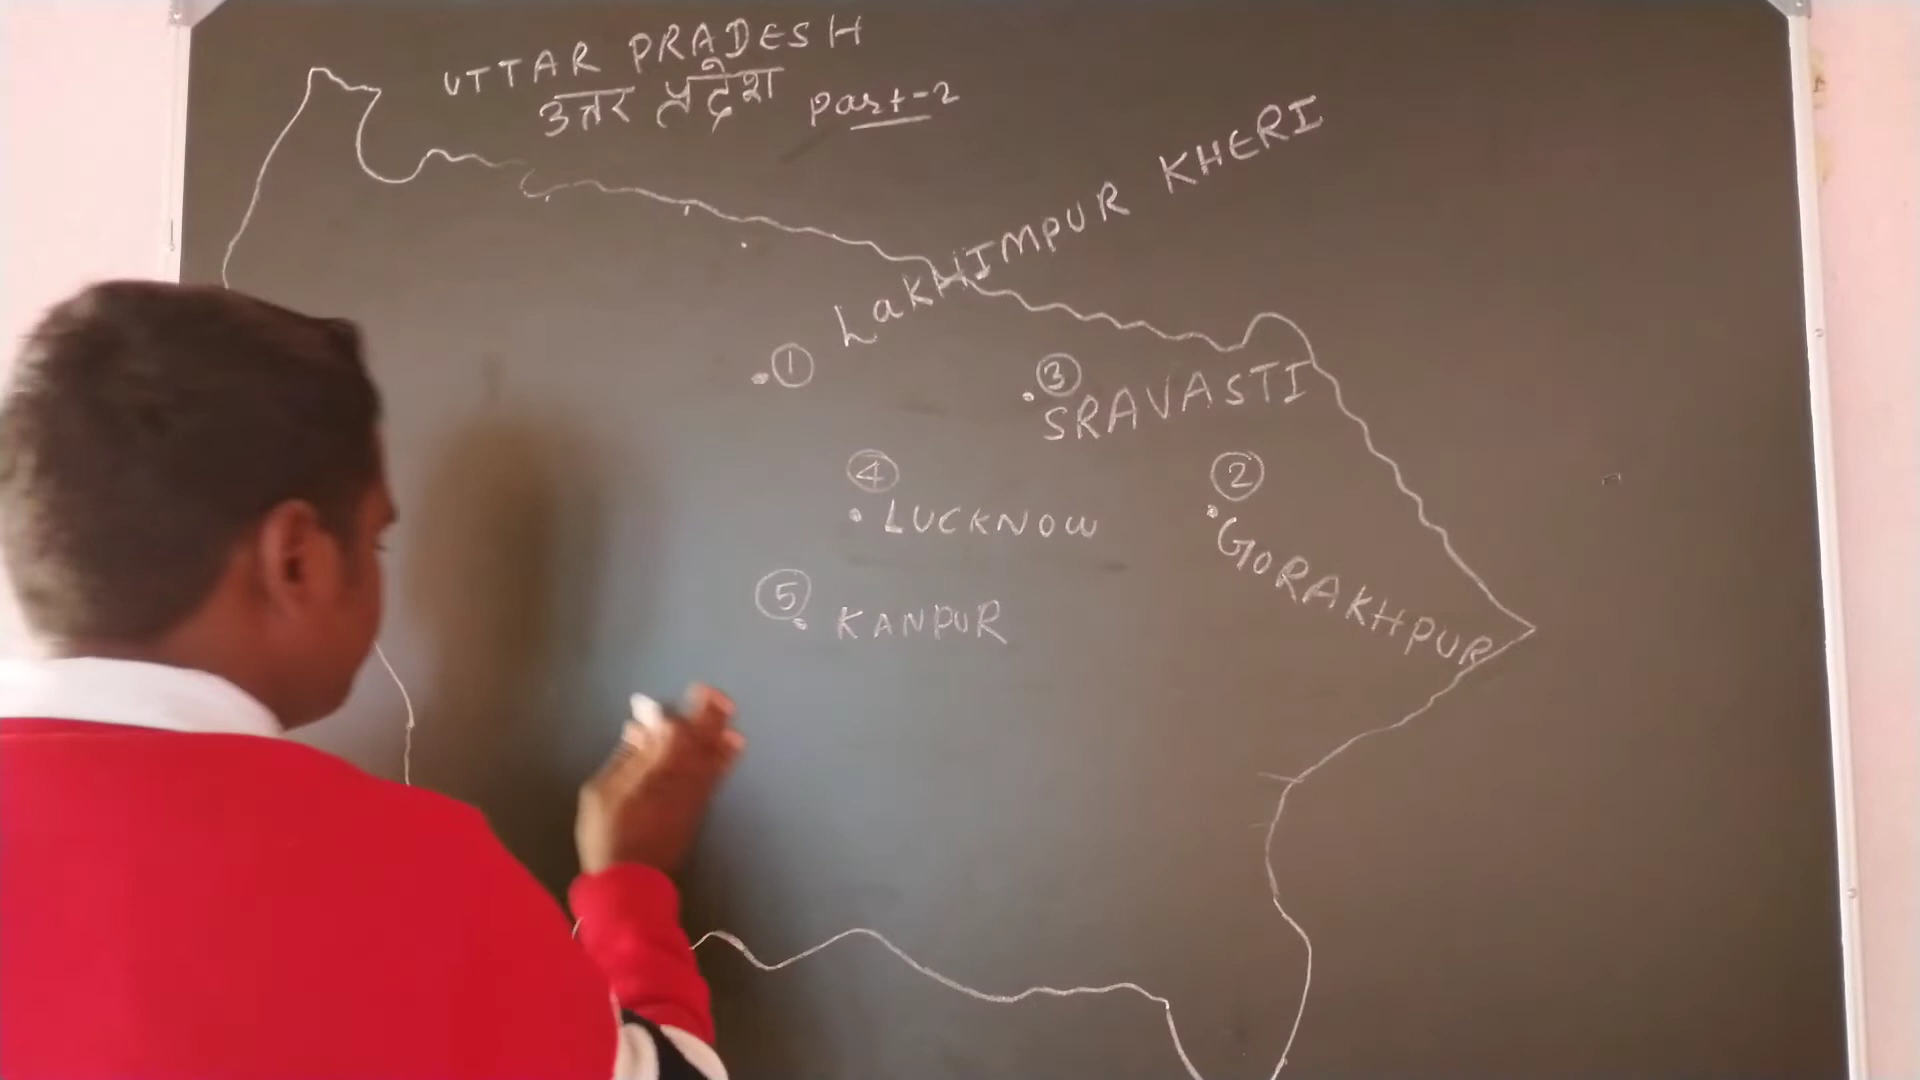 UTTAR PRADESH
उत्तर प्रदेश Part-2
① LaKHIMPUR KHERI
③ SRAVASTI
④ LUCKNOW
② GORAKHPUR
⑤ KANPUR